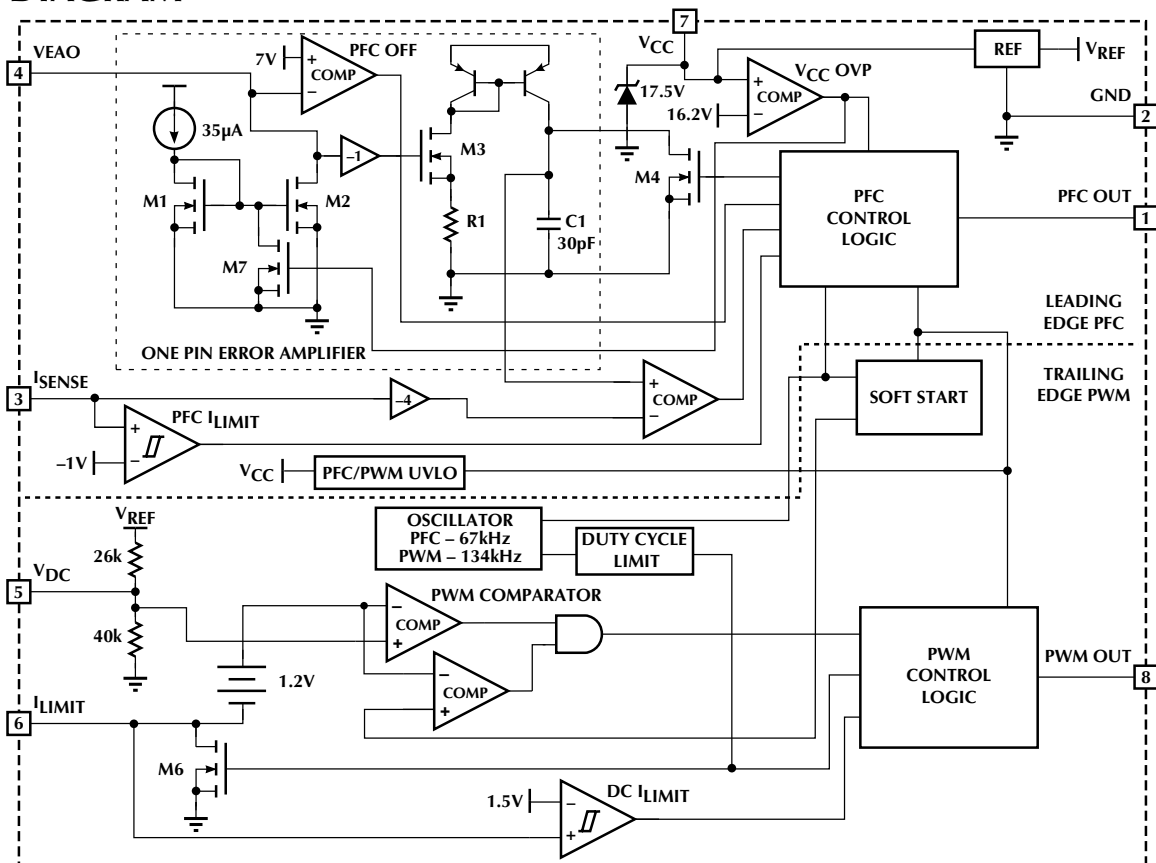 DIAGRAM
7
VEAO
4
7V
+
COMP
−
PFC OFF
35µA
M1
M2
M7
–1
M3
R1
C1
30pF
ONE PIN ERROR AMPLIFIER
VCC
17.5V
16.2V
+
COMP
−
VCC OVP
REF
VREF
GND
2
M4
PFC
CONTROL
LOGIC
PFC OUT
1
LEADING
EDGE PFC
TRAILING
EDGE PWM
SOFT START
ISENSE
3
–4
+
COMP
−
PFC ILIMIT
+
−
–1V
VCC
PFC/PWM UVLO
OSCILLATOR
PFC – 67kHz
PWM – 134kHz
DUTY CYCLE
LIMIT
VREF
26k
VDC
5
40k
1.2V
PWM COMPARATOR
−
COMP
+
−
COMP
+
PWM
CONTROL
LOGIC
PWM OUT
8
ILIMIT
6
M6
1.5V
−
+
DC ILIMIT